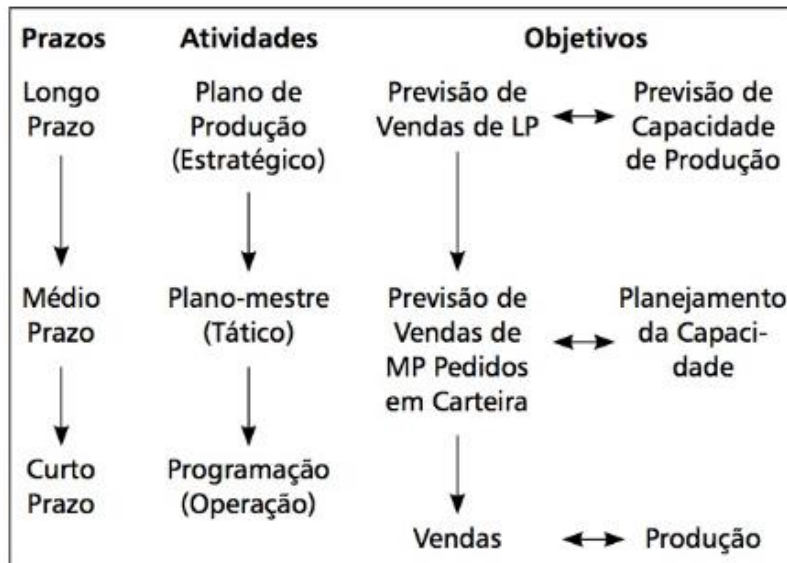 Prazos Atividades Objetivos
Longo Prazo
Plano de Produção (Estratégico)
Previsão de Vendas de LP
Previsão de Capacidade de Produção
Médio Prazo
Plano-mestre (Tático)
Previsão de Vendas de MP Pedidos em Carteira
Planejamento da Capaci-dade
Curto Prazo
Programação (Operação)
Vendas
Produção